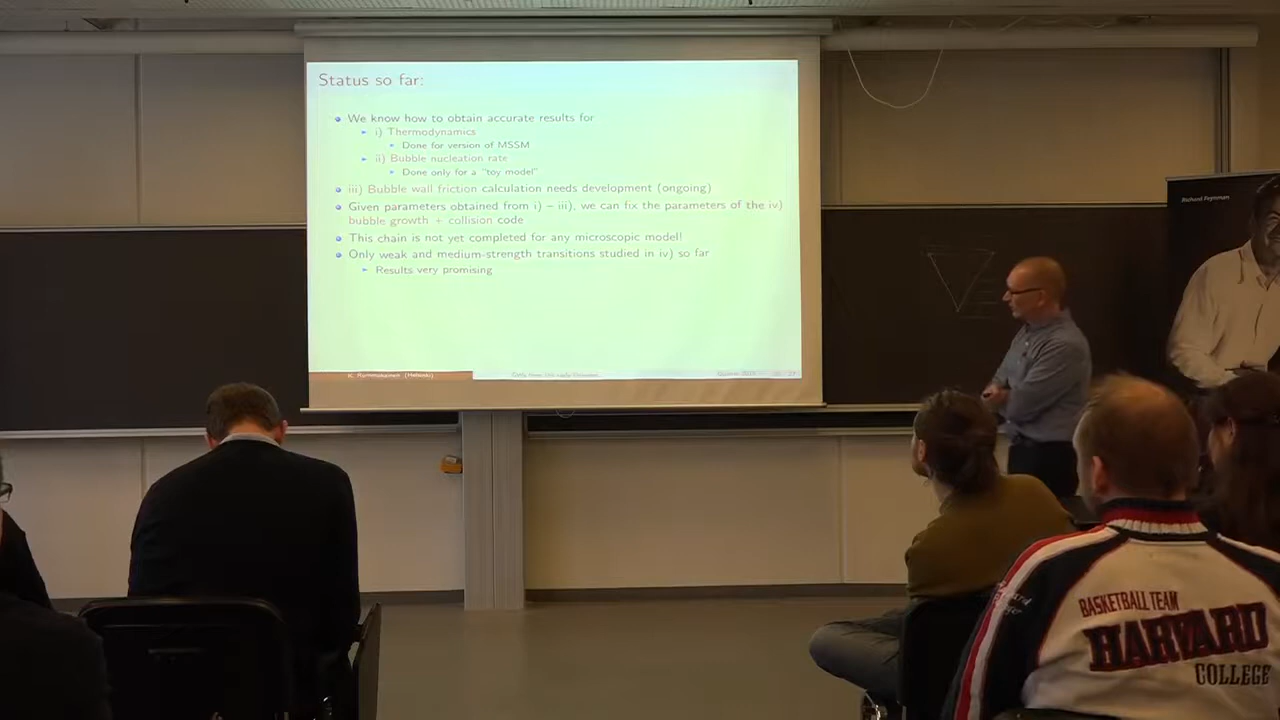 Status so far:
We know how to obtain accurate results for
i) Thermodynamics
Done for version of MSSM
ii) Bubble nucleation rate
Done only for a "toy model"
iii) Bubble wall friction calculation needs development (ongoing)
Given parameters obtained from i) – iii), we can fix the parameters of the iv)
bubble growth + collision code
This chain is not yet completed for any microscopic model!
Only weak and medium-strength transitions studied in iv) so far
Results very promising
(Helsinki)
Richard Feynman
BASKETBALL TEAM
HARVARD
COLLEGE